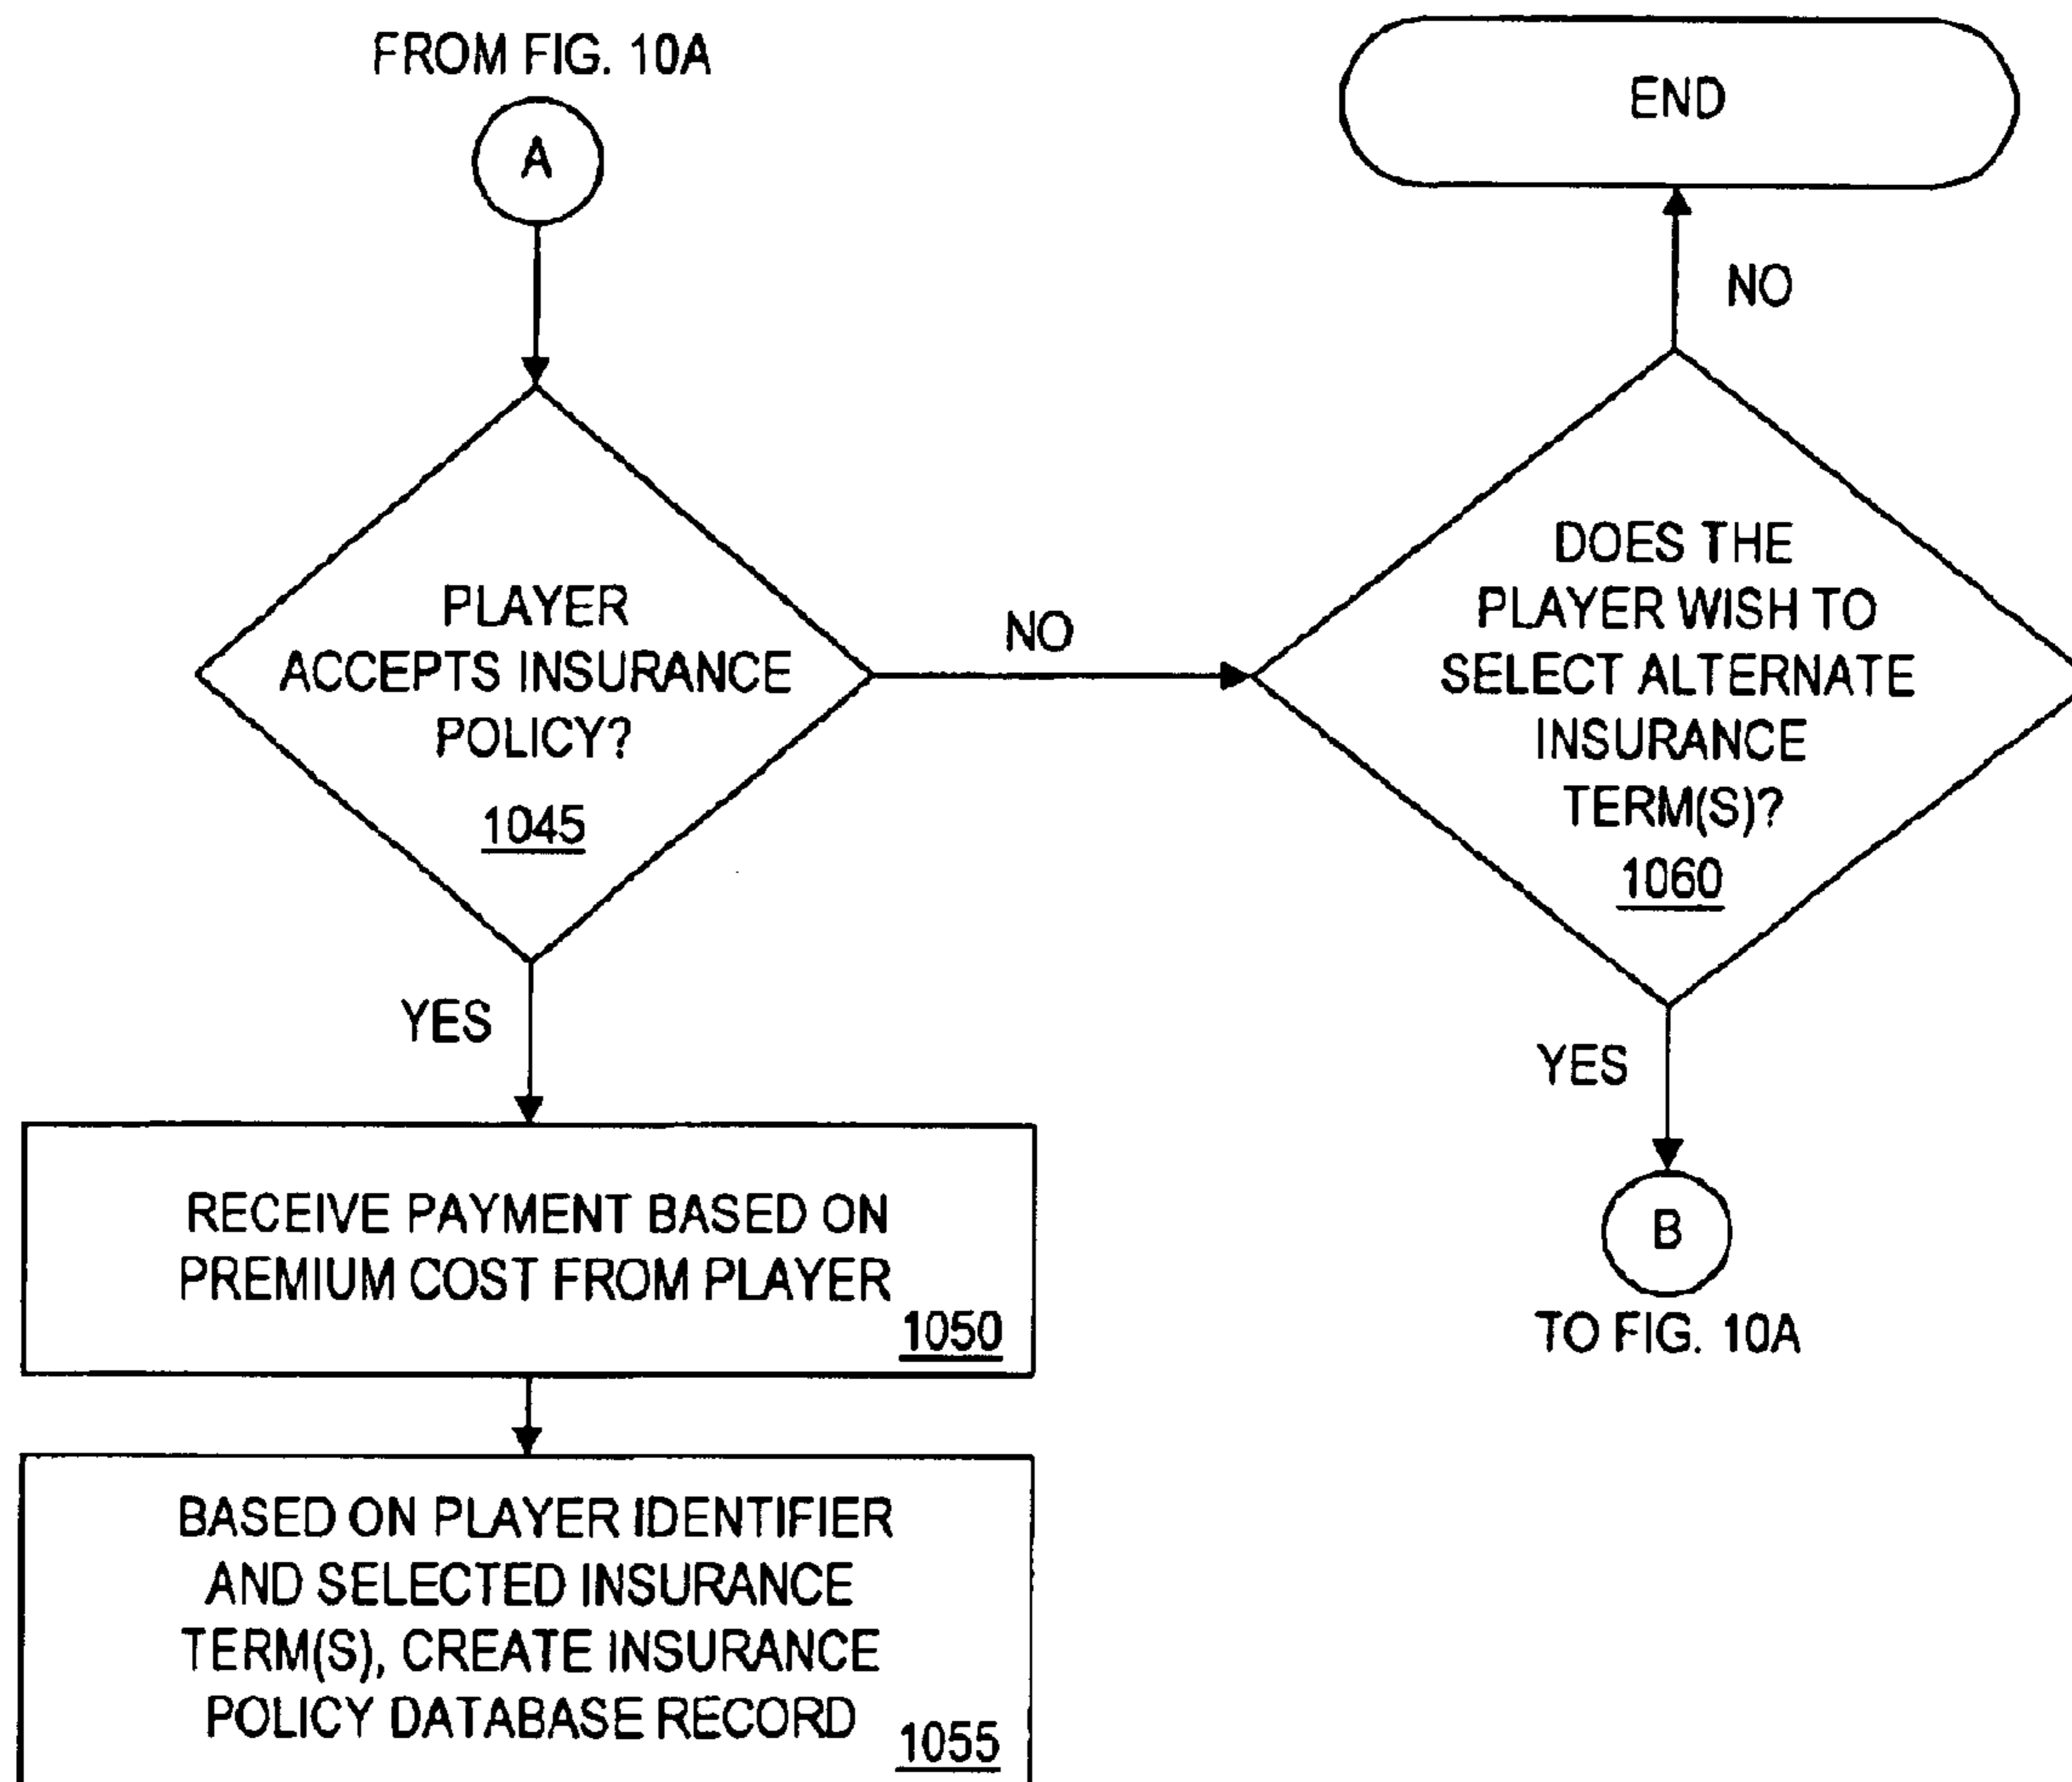 FROM FIG. 10A
A
PLAYER
ACCEPTS INSURANCE
POLICY?
1045
NO
YES
RECEIVE PAYMENT BASED ON
PREMIUM COST FROM PLAYER
1050
BASED ON PLAYER IDENTIFIER
AND SELECTED INSURANCE
TERM(S), CREATE INSURANCE
POLICY DATABASE RECORD
1055
END
NO
DOES THE
PLAYER WISH TO
SELECT ALTERNATE
INSURANCE
TERM(S)?
1060
YES
B
TO FIG. 10A